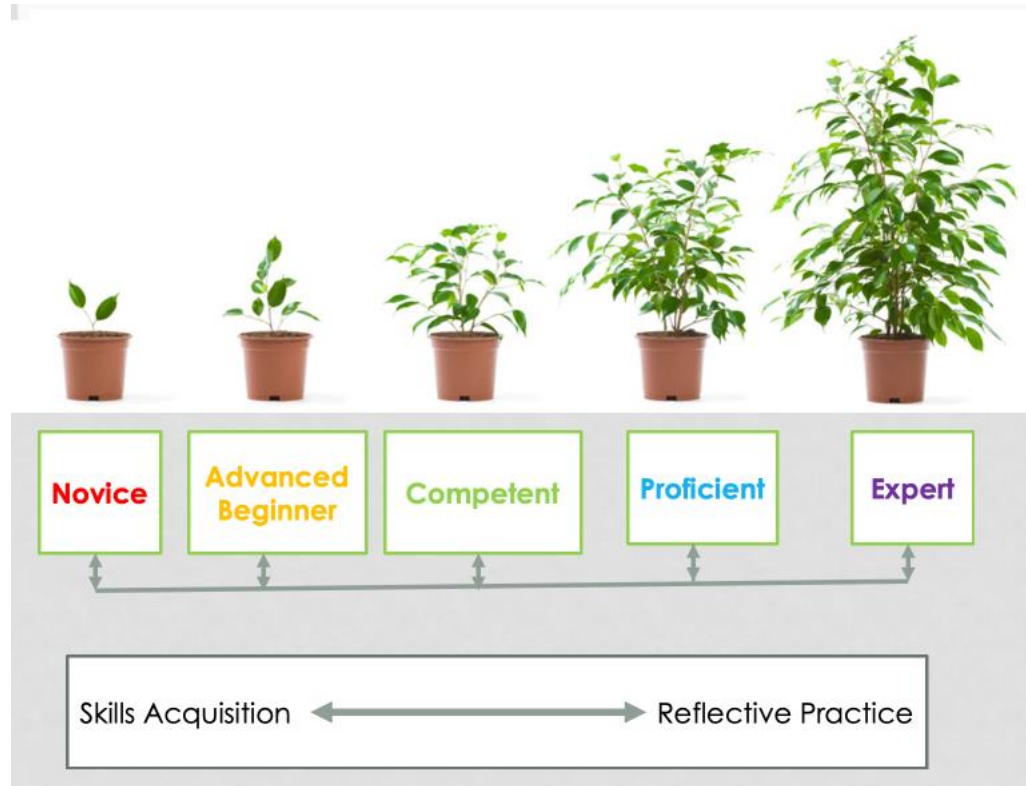 Novice
Advanced
Beginner
Competent
Proficient
Expert
Skills Acquisition
Reflective Practice